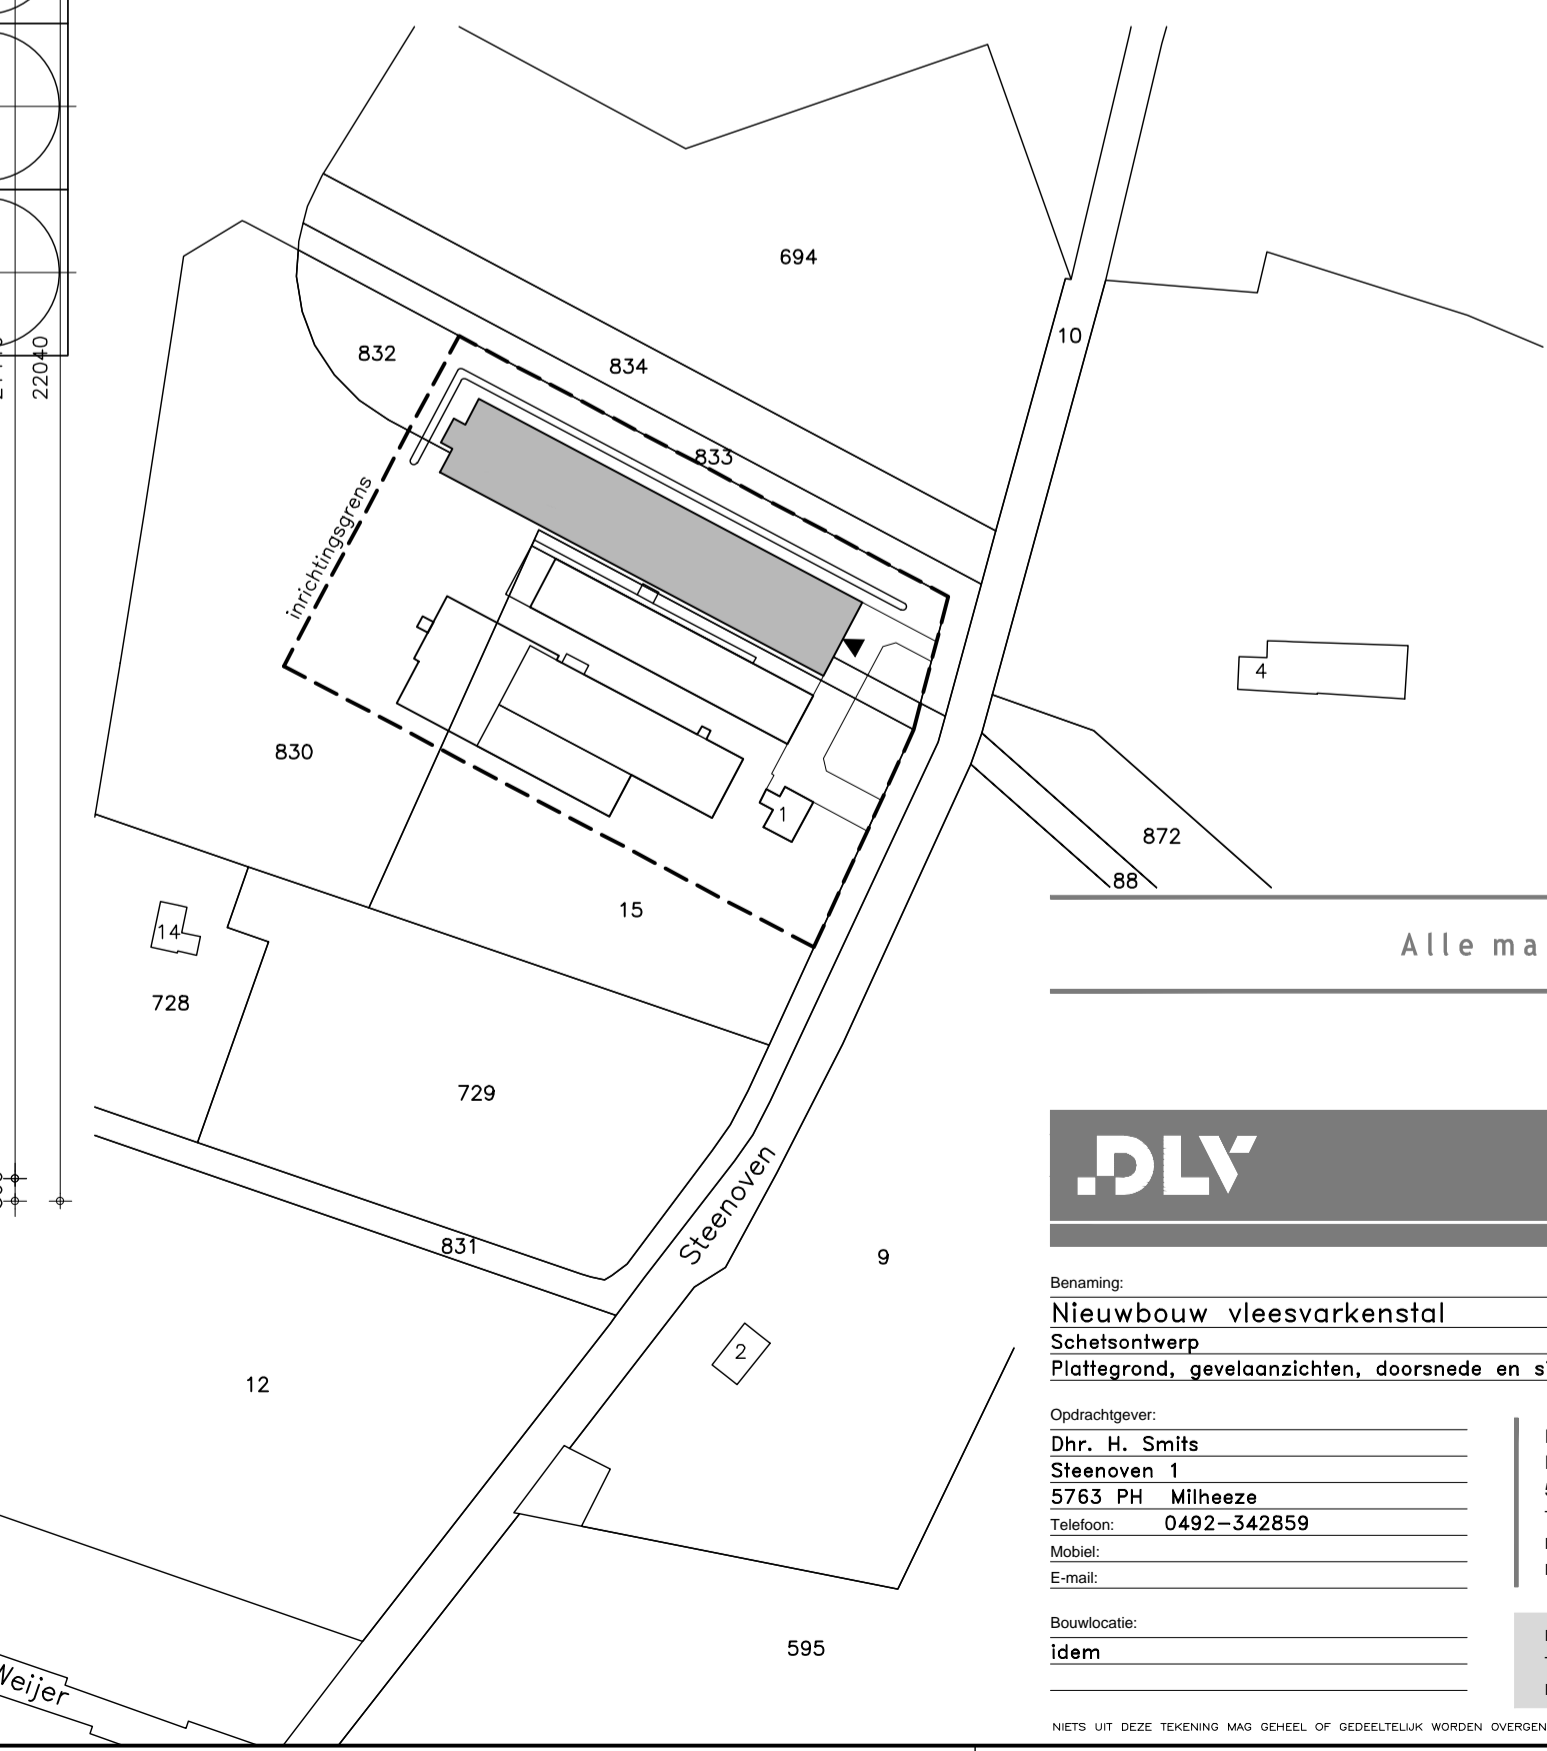 22040
694
10
832
834
833
inrichtingsgrens
4
830
1
872
88
15
14
728
729
831
Steenoven
9
2
12
595
Weijer
Alle ma
.DLV
Benaming:
Nieuwbouw vleesvarkenstal
Schetsontwerp
Plattegrond, gevelaanzichten, doorsnede en s
Opdrachtgever:
Dhr. H. Smits
Steenoven 1
5763 PH Milheeze
Telefoon: 0492-342859
Mobiel:
E-mail:
Bouwlocatie:
idem
NIETS UIT DEZE TEKENING MAG GEHEEL OF GEDEELTELIJK WORDEN OVERGEN